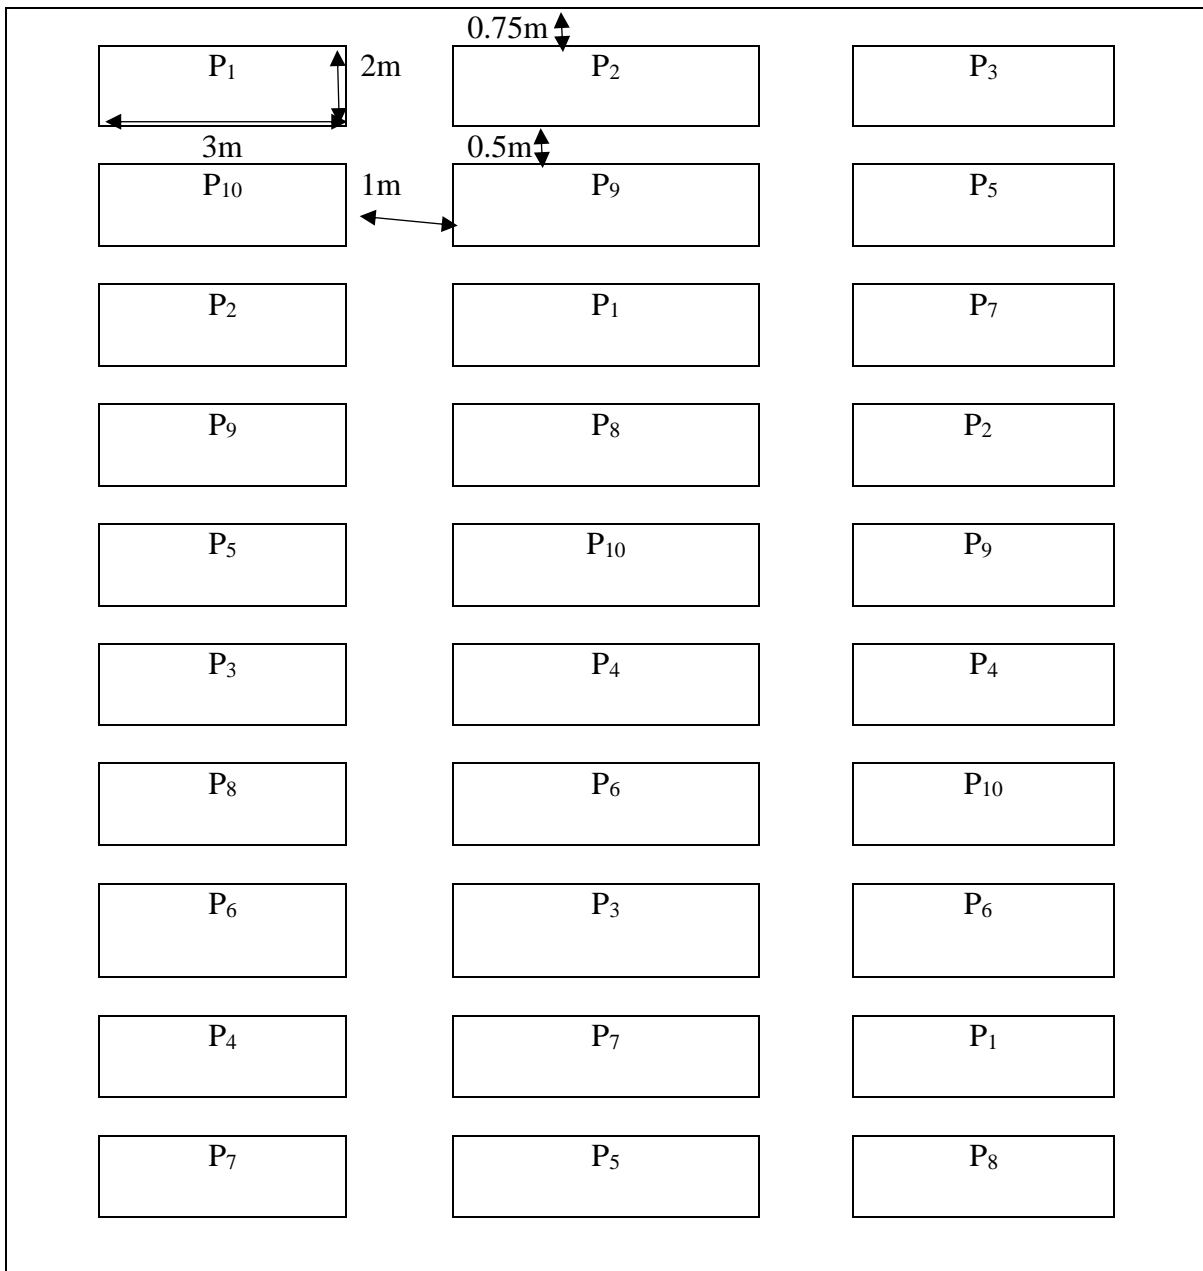 0.75m
P₁ 2m P₂ P₃
3m 0.5m
P₁₀ 1m P₉ P₅
P₂ P₁ P₇
P₉ P₈ P₂
P₅ P₁₀ P₉
P₃ P₄ P₄
P₈ P₆ P₁₀
P₆ P₃ P₆
P₄ P₇ P₁
P₇ P₅ P₈